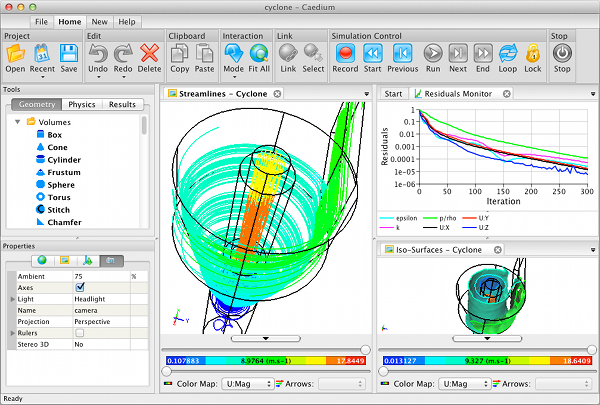 cyclone – Caedium
File Home New Help
Project Edit Clipboard Interaction Link Simulation Control Stop
Open Recent Save Undo Redo Delete Copy Paste Mode Fit All Link Select Record Start Previous Run Next End Loop Lock Stop
Tools
Geometry Physics Results
Volumes
Box
Cone
Cylinder
Frustum
Sphere
Torus
Stitch
Chamfer
Properties
Ambient 75 %
Axes
Light Headlight
Name camera
Projection Perspective
Rulers
Stereo 3D No
Streamlines – Cyclone
Y
0.107883 8.9764 (m.s-1) 17.8449
Color Map: U:Mag Arrows:
Start Residuals Monitor
Residuals
1
0.1
0.01
0.001
0.0001
1e-05
1e-06
0 50 100 150 200 250 300
Iteration
epsilon p/rho U:Y
k U:X U:Z
Iso-Surfaces – Cyclone
0.013127 9.327 (m.s-1) 18.6409
Color Map: U:Mag Arrows:
Ready